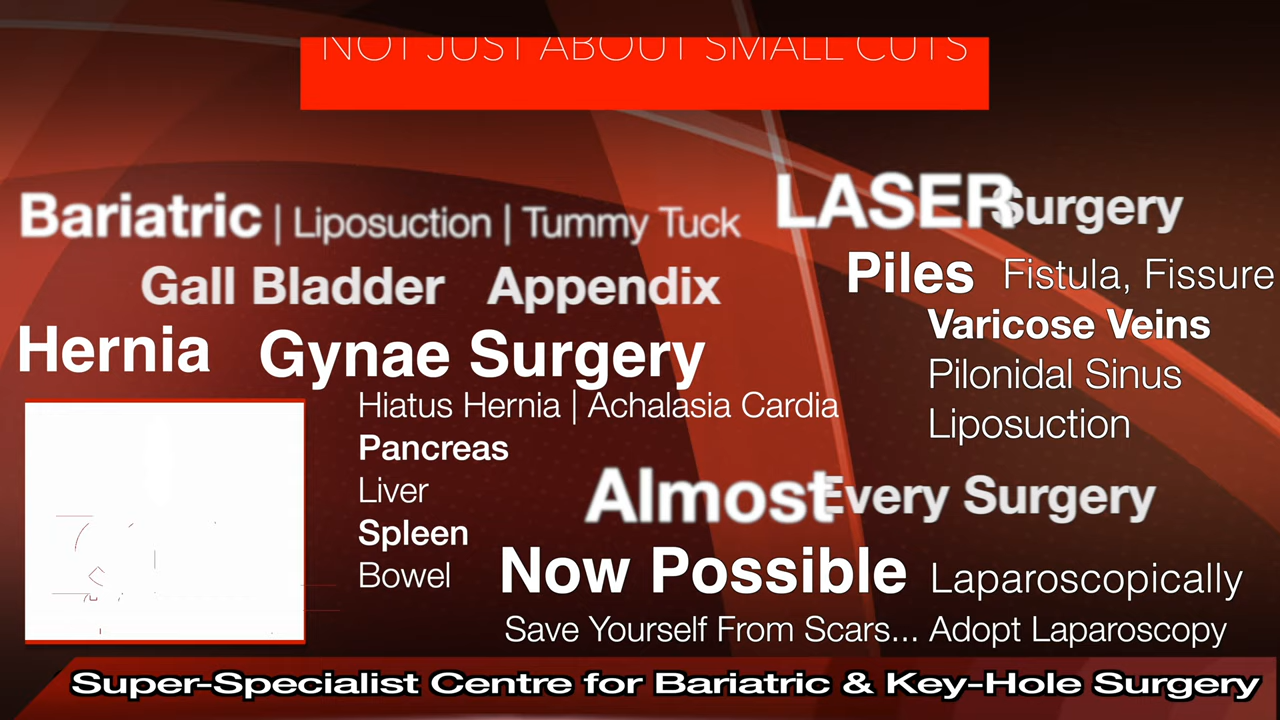 NOT JUST ABOUT SMALL CUTS
Bariatric | Liposuction | Tummy Tuck
Gall Bladder Appendix
Hernia Gynae Surgery
Hiatus Hernia | Achalasia Cardia
Pancreas
Liver
Spleen
Bowel
LASER Surgery
Piles Fistula, Fissure
Varicose Veins
Pilonidal Sinus
Liposuction
Almost Every Surgery
Now Possible Laparoscopically
Save Yourself From Scars... Adopt Laparoscopy
Super-Specialist Centre for Bariatric & Key-Hole Surgery